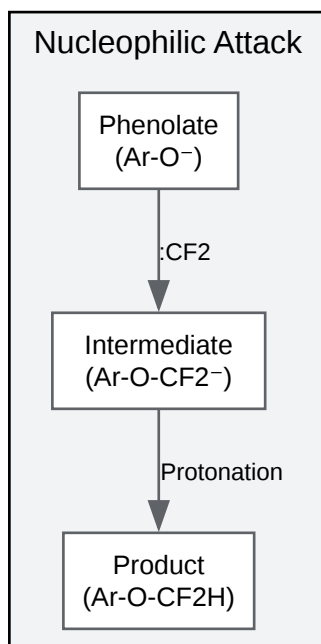 Nucleophilic Attack
Phenolate
(Ar-O⁻)
:CF2
Intermediate
(Ar-O-CF2⁻)
Protonation
Product
(Ar-O-CF2H)